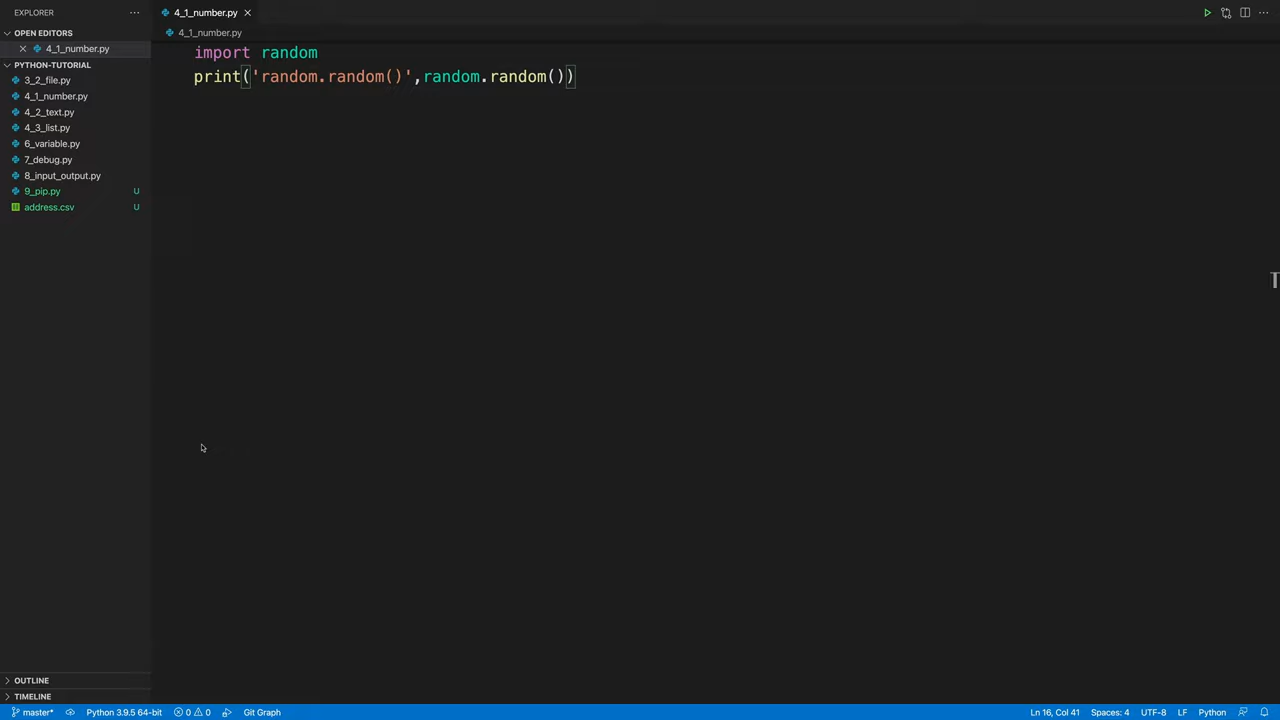 EXPLORER
4_1_number.py
OPEN EDITORS
4_1_number.py
4_1_number.py
import random
PYTHON-TUTORIAL
print('random.random()',random.random())
3_2_file.py
4_1_number.py
4_2_text.py
4_3_list.py
6_variable.py
7_debug.py
8_input_output.py
9_pip.py U
address.csv U
OUTLINE
TIMELINE
master* Python 3.9.5 64-bit 0 0 Git Graph Ln 16, Col 41 Spaces: 4 UTF-8 LF Python